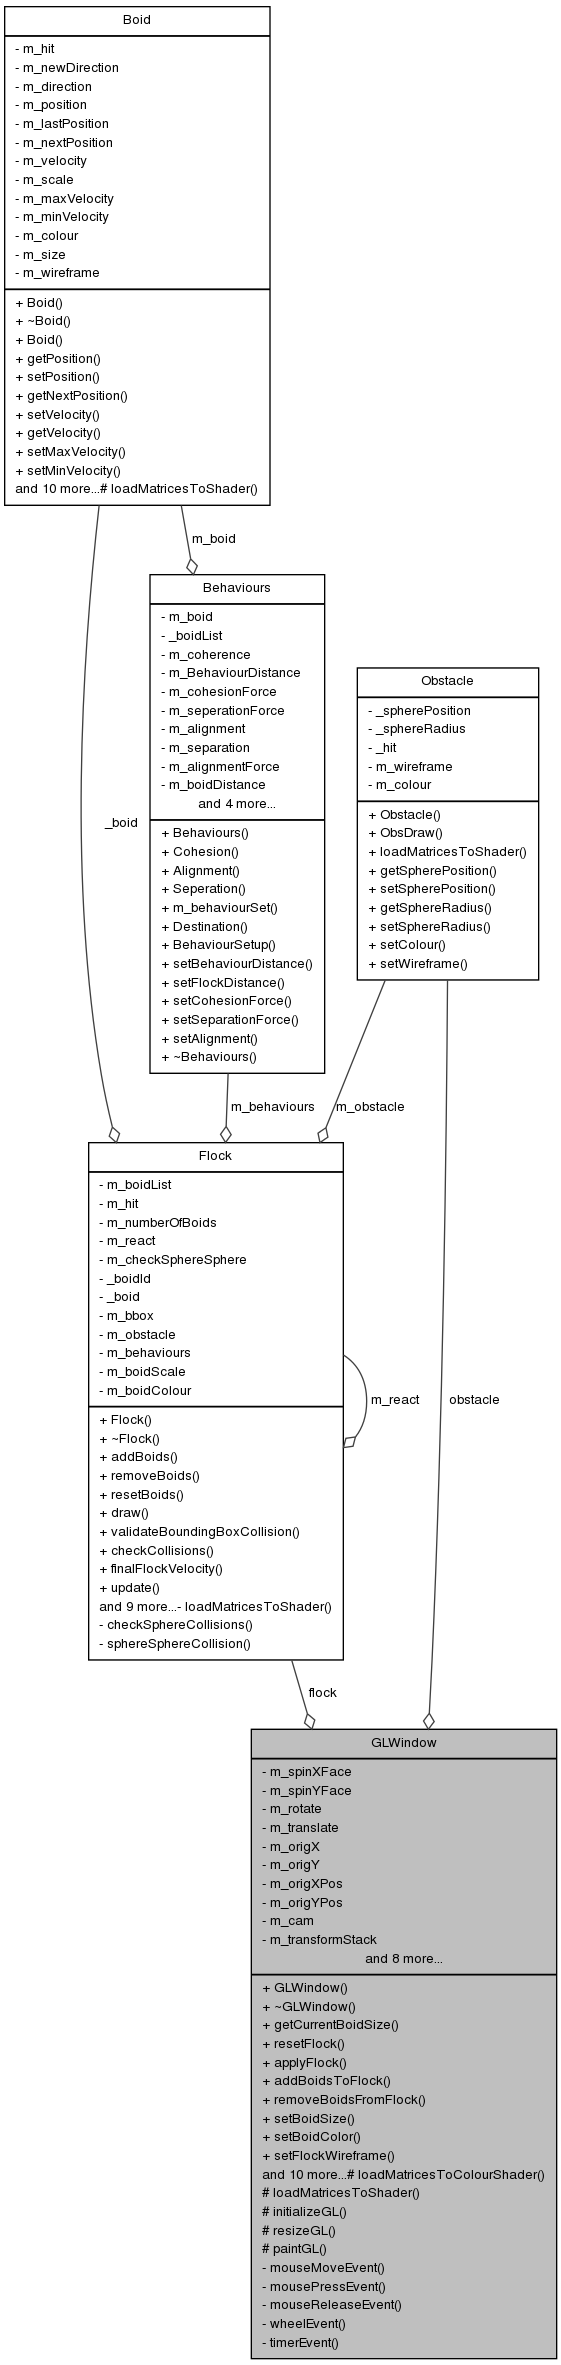 Boid
- m_hit
- m_newDirection
- m_direction
- m_position
- m_lastPosition
- m_nextPosition
- m_velocity
- m_scale
- m_maxVelocity
- m_minVelocity
- m_colour
- m_size
- m_wireframe
+ Boid()
+ ~Boid()
+ Boid()
+ getPosition()
+ setPosition()
+ getNextPosition()
+ setVelocity()
+ getVelocity()
+ setMaxVelocity()
+ setMinVelocity()
and 10 more...# loadMatricesToShader()
m_boid
Behaviours
- m_boid
- _boidList
- m_coherence
- m_BehaviourDistance
- m_cohesionForce
- m_seperationForce
- m_alignment
- m_separation
- m_alignmentForce
- m_boidDistance
and 4 more...
+ Behaviours()
+ Cohesion()
+ Alignment()
+ Seperation()
+ m_behaviourSet()
+ Destination()
+ BehaviourSetup()
+ setBehaviourDistance()
+ setFlockDistance()
+ setCohesionForce()
+ setSeparationForce()
+ setAlignment()
+ ~Behaviours()
Obstacle
- _spherePosition
- _sphereRadius
- _hit
- m_wireframe
- m_colour
+ Obstacle()
+ ObsDraw()
+ loadMatricesToShader()
+ getSpherePosition()
+ setSpherePosition()
+ getSphereRadius()
+ setSphereRadius()
+ setColour()
+ setWireframe()
_boid
m_behaviours
m_obstacle
Flock
- m_boidList
- m_hit
- m_numberOfBoids
- m_react
- m_checkSphereSphere
- _boidId
- _boid
- m_bbox
- m_obstacle
- m_behaviours
- m_boidScale
- m_boidColour
+ Flock()
+ ~Flock()
+ addBoids()
+ removeBoids()
+ resetBoids()
+ draw()
+ validateBoundingBoxCollision()
+ checkCollisions()
+ finalFlockVelocity()
+ update()
and 9 more...- loadMatricesToShader()
- checkSphereCollisions()
- sphereSphereCollision()
m_react
obstacle
flock
GLWindow
- m_spinXFace
- m_spinYFace
- m_rotate
- m_translate
- m_origX
- m_origY
- m_origXPos
- m_origYPos
- m_cam
- m_transformStack
and 8 more...
+ GLWindow()
+ ~GLWindow()
+ getCurrentBoidSize()
+ resetFlock()
+ applyFlock()
+ addBoidsToFlock()
+ removeBoidsFromFlock()
+ setBoidSize()
+ setBoidColor()
+ setFlockWireframe()
and 10 more...# loadMatricesToColourShader()
# loadMatricesToShader()
# initializeGL()
# resizeGL()
# paintGL()
- mouseMoveEvent()
- mousePressEvent()
- mouseReleaseEvent()
- wheelEvent()
- timerEvent()